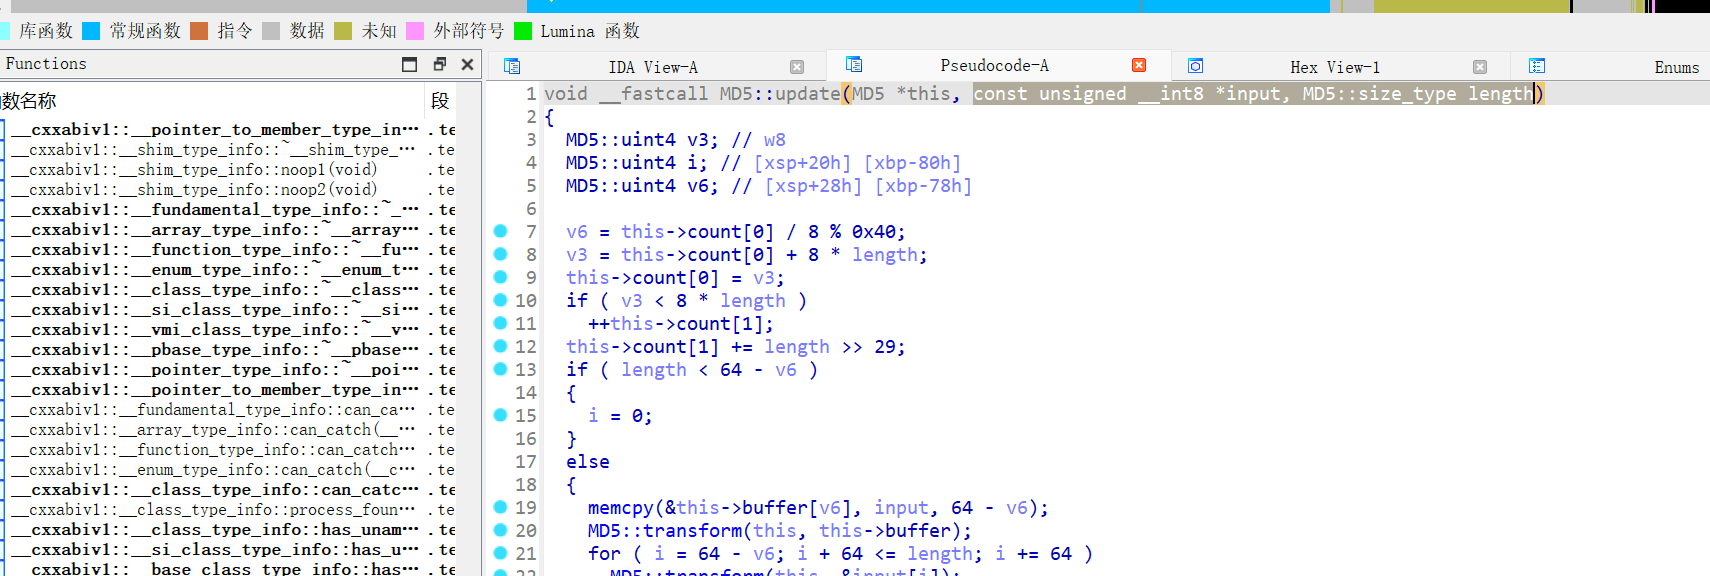 库函数 常规函数 指令 数据 未知 外部符号 Lumina 函数
Functions
数名称 段
__cxxabiv1::__pointer_to_member_type_in… .te
__cxxabiv1::__shim_type_info::~__shim_type_… .te
__cxxabiv1::__shim_type_info::noop1(void) .te
__cxxabiv1::__shim_type_info::noop2(void) .te
__cxxabiv1::__fundamental_type_info::~_… .te
__cxxabiv1::__array_type_info::~__array… .te
__cxxabiv1::__function_type_info::~__fu… .te
__cxxabiv1::__enum_type_info::~__enum_t… .te
__cxxabiv1::__class_type_info::~__class… .te
__cxxabiv1::__si_class_type_info::~__si… .te
__cxxabiv1::__vmi_class_type_info::~__v… .te
__cxxabiv1::__pbase_type_info::~__pbase… .te
__cxxabiv1::__pointer_type_info::~__poi… .te
__cxxabiv1::__pointer_to_member_type_in… .te
__cxxabiv1::__fundamental_type_info::can_ca… .te
__cxxabiv1::__array_type_info::can_catch(__… .te
__cxxabiv1::__function_type_info::can_catch… .te
__cxxabiv1::__enum_type_info::can_catch(__c… .te
__cxxabiv1::__class_type_info::can_catc… .te
__cxxabiv1::__class_type_info::process_foun… .te
__cxxabiv1::__class_type_info::has_unam… .te
__cxxabiv1::__si_class_type_info::has_u… .te
__cxxabiv1::__base_class_type_info::has… .te
IDA View-A Pseudocode-A Hex View-1 Enums
1 void __fastcall MD5::update(MD5 *this, const unsigned __int8 *input, MD5::size_type length)
2 {
3 MD5::uint4 v3; // w8
4 MD5::uint4 i; // [xsp+20h] [xbp-80h]
5 MD5::uint4 v6; // [xsp+28h] [xbp-78h]
6
7 v6 = this->count[0] / 8 % 0x40;
8 v3 = this->count[0] + 8 * length;
9 this->count[0] = v3;
10 if ( v3 < 8 * length )
11 ++this->count[1];
12 this->count[1] += length >> 29;
13 if ( length < 64 - v6 )
14 {
15 i = 0;
16 }
17 else
18 {
19 memcpy(&this->buffer[v6], input, 64 - v6);
20 MD5::transform(this, this->buffer);
21 for ( i = 64 - v6; i + 64 <= length; i += 64 )
22 MD5::transform(this, &input[i]);